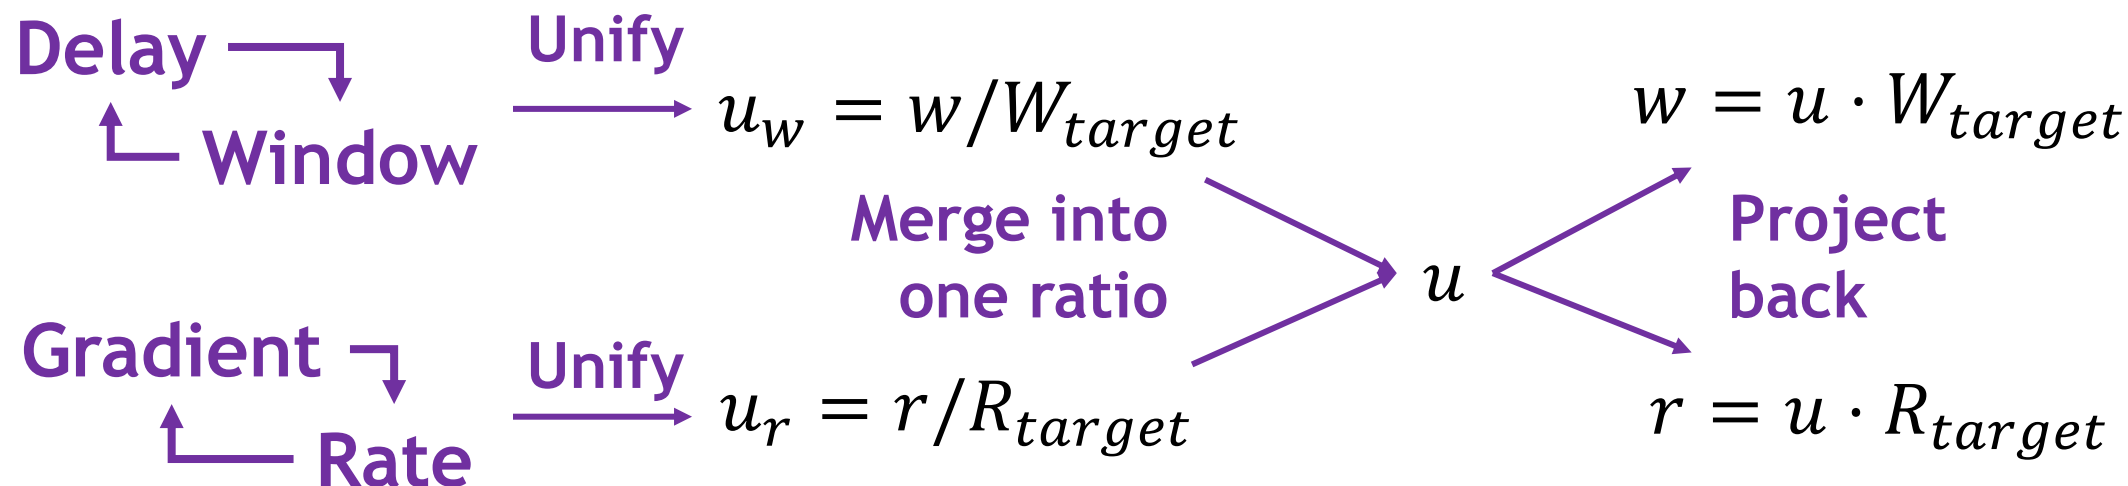 Delay
Window
Unify
u_w = w/W_target
w = u · W_target
Merge into
one ratio
u
Project
back
Gradient
Rate
Unify
u_r = r/R_target
r = u · R_target